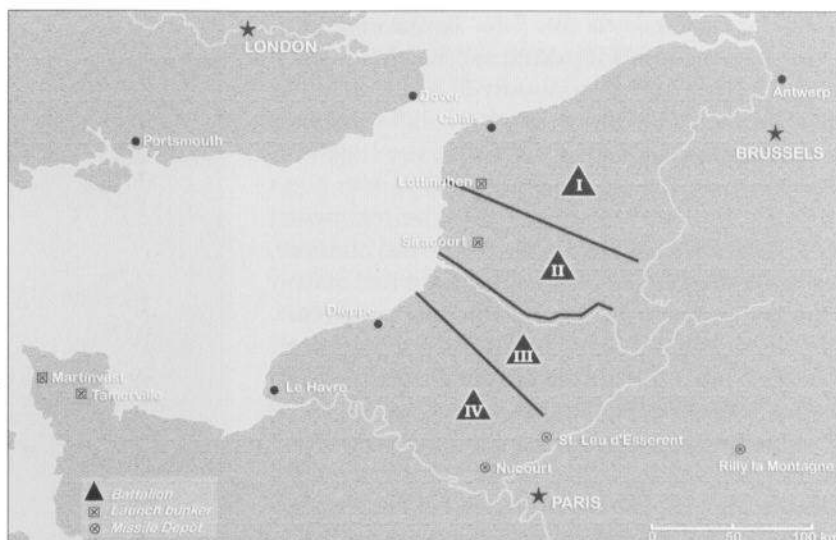 LONDON
Dover
Antwerp
Calais
Portsmouth
BRUSSELS
Lottinghen
I
Siracourt
II
Dieppe
III
Martinvast
Tamerville
Le Havre
IV
St. Leu d'Esserent
Nucourt
Rilly la Montagne
PARIS
Battalion
Launch bunker
Missile Depot
0 50 100 km